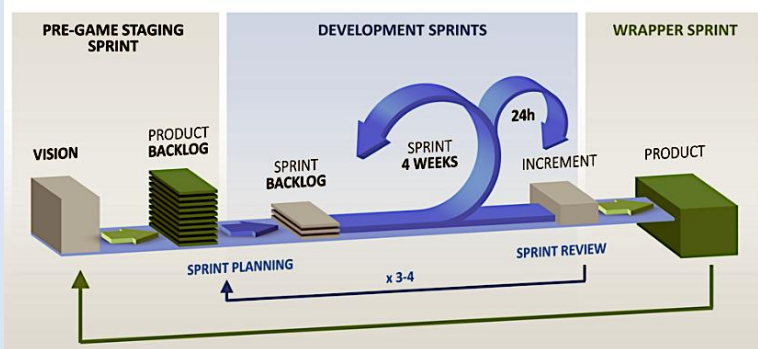 PRE-GAME STAGING
SPRINT
DEVELOPMENT SPRINTS
WRAPPER SPRINT
VISION
PRODUCT
BACKLOG
SPRINT
BACKLOG
SPRINT
4 WEEKS
24h
INCREMENT
PRODUCT
SPRINT PLANNING
SPRINT REVIEW
x 3-4